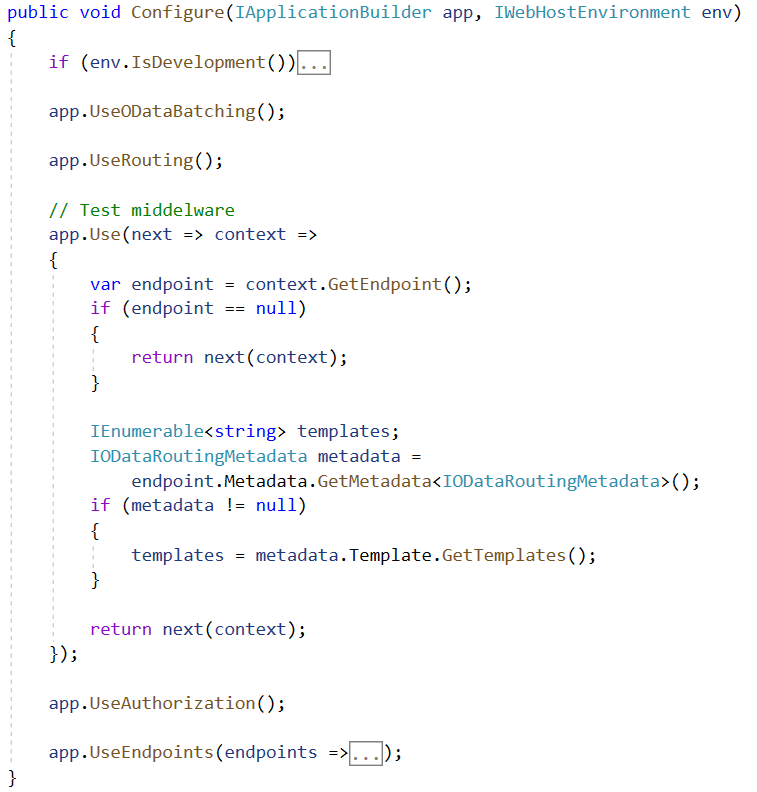 public void Configure(IApplicationBuilder app, IWebHostEnvironment env)
{
    if (env.IsDevelopment())...

    app.UseODataBatching();

    app.UseRouting();

    // Test middelware
    app.Use(next => context =>
    {
        var endpoint = context.GetEndpoint();
        if (endpoint == null)
        {
            return next(context);
        }

        IEnumerable<string> templates;
        IODataRoutingMetadata metadata =
            endpoint.Metadata.GetMetadata<IODataRoutingMetadata>();
        if (metadata != null)
        {
            templates = metadata.Template.GetTemplates();
        }

        return next(context);
    });

    app.UseAuthorization();

    app.UseEndpoints(endpoints =>...);
}